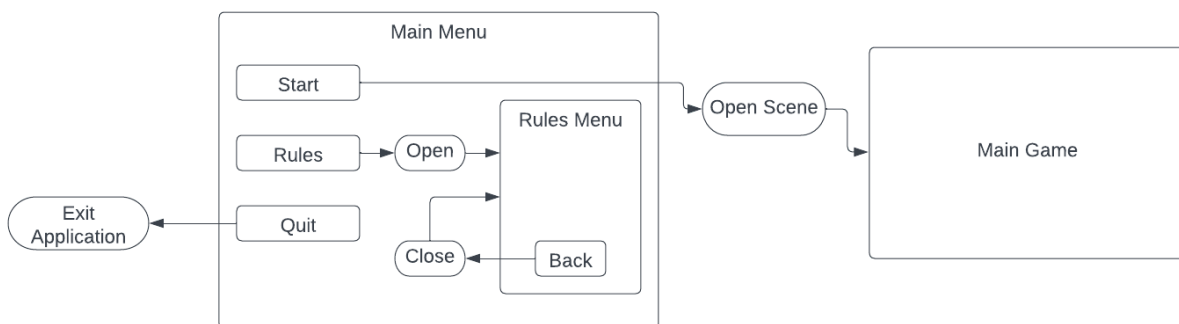 Main Menu
Start
Open Scene
Rules Menu
Main Game
Rules
Open
Exit
Application
Quit
Close
Back